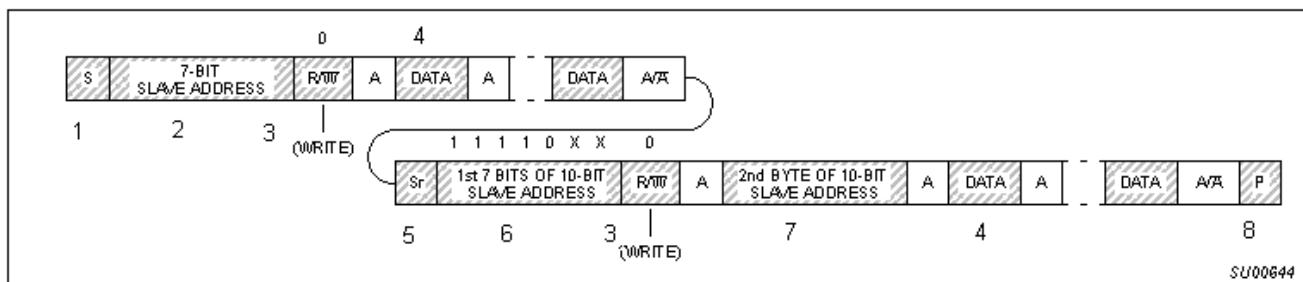 0 4
S 7-BIT SLAVE ADDRESS R/W̅ A DATA A DATA A/A̅
1 2 3 (WRITE)
1 1 1 1 0 X X 0
Sr 1st 7 BITS OF 10-BIT SLAVE ADDRESS R/W̅ A 2nd BYTE OF 10-BIT SLAVE ADDRESS A DATA A DATA A/A̅ P
5 6 3 (WRITE) 7 4 8
SU00644